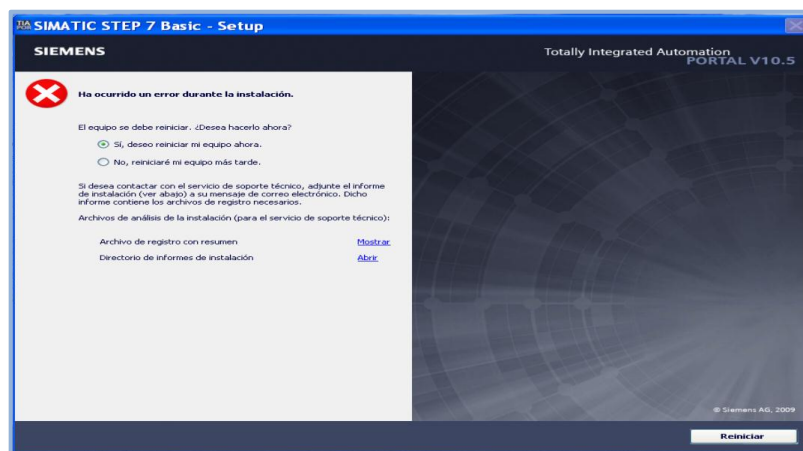 SIMATIC STEP 7 Basic - Setup
SIEMENS
Totally Integrated Automation
PORTAL V10.5
Ha ocurrido un error durante la instalación.
El equipo se debe reiniciar. ¿Desea hacerlo ahora?
Sí, deseo reiniciar mi equipo ahora.
No, reiniciaré mi equipo más tarde.
Si desea contactar con el servicio de soporte técnico, adjunte el informe
de instalación (ver abajo) a su mensaje de correo electrónico. Dicho
informe contiene los archivos de registro necesarios.
Archivos de análisis de la instalación (para el servicio de soporte técnico):
Archivo de registro con resumen Mostrar
Directorio de informes de instalación Abrir
© Siemens AG, 2009
Reiniciar